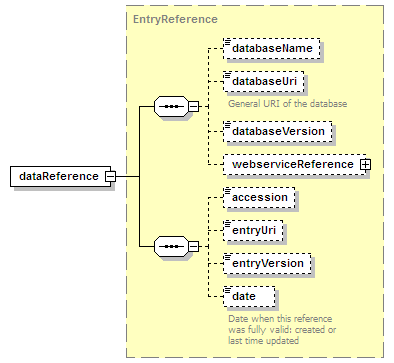 EntryReference
databaseName
databaseUri
General URI of the database
databaseVersion
webserviceReference
dataReference
accession
entryUri
entryVersion
date
Date when this reference
was fully valid: created or
last time updated